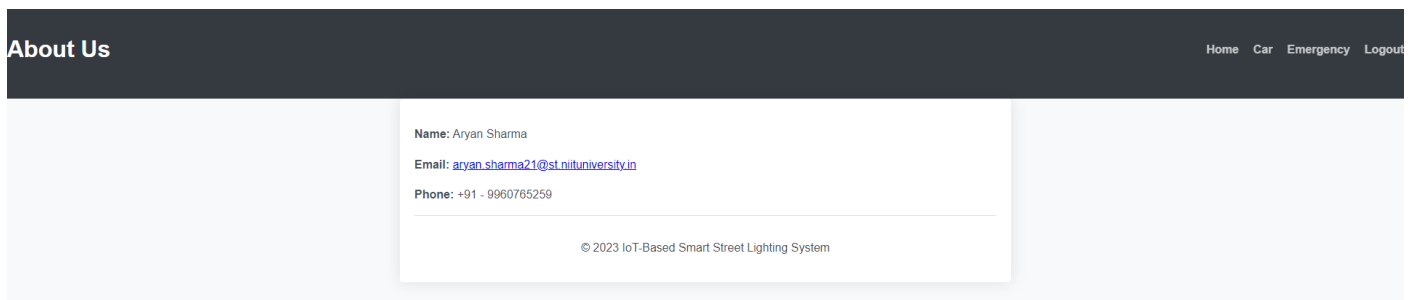 About Us
Home Car Emergency Logout
Name: Aryan Sharma
Email: aryan.sharma21@st.niituniversity.in
Phone: +91 - 9960765259
© 2023 IoT-Based Smart Street Lighting System